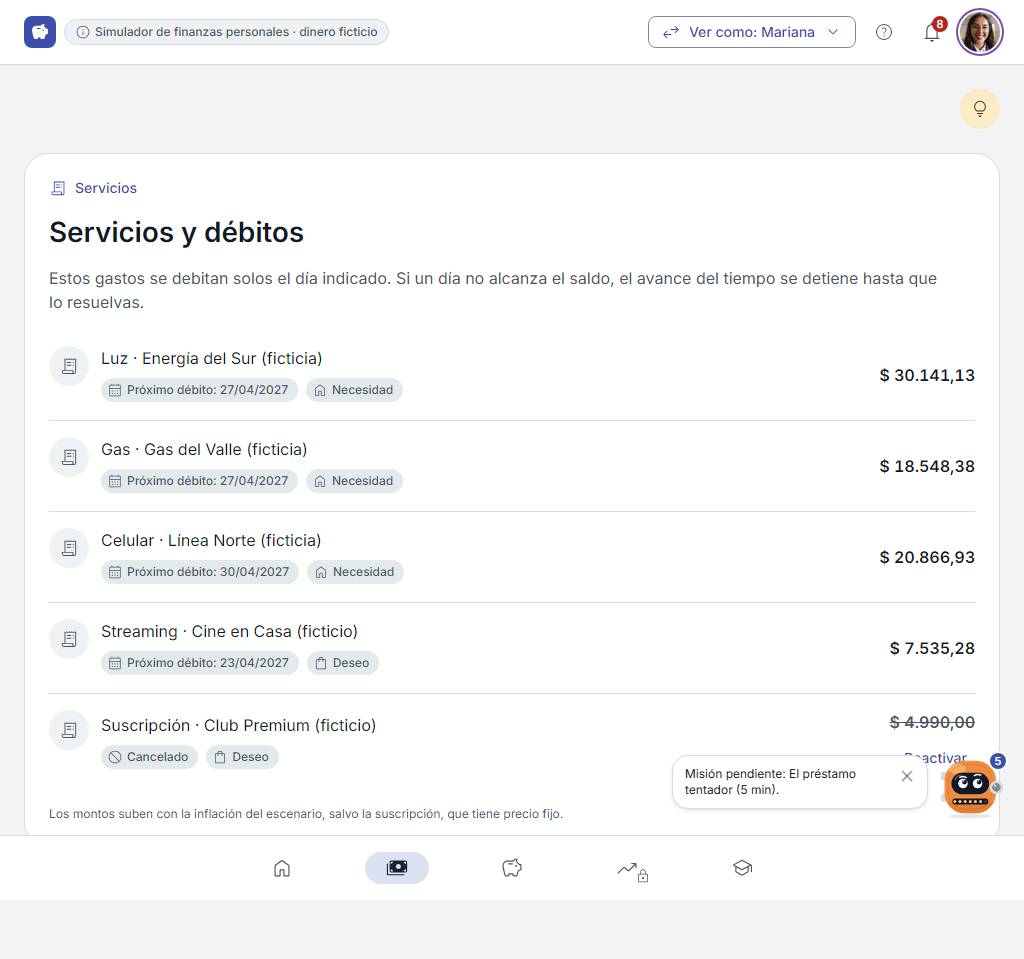 Simulador de finanzas personales · dinero ficticio
Ver como: Mariana
8
Servicios
Servicios y débitos
Estos gastos se debitan solos el día indicado. Si un día no alcanza el saldo, el avance del tiempo se detiene hasta que
lo resuelvas.
Luz · Energía del Sur (ficticia)
Próximo débito: 27/04/2027
Necesidad
$ 30.141,13
Gas · Gas del Valle (ficticia)
Próximo débito: 27/04/2027
Necesidad
$ 18.548,38
Celular · Línea Norte (ficticia)
Próximo débito: 30/04/2027
Necesidad
$ 20.866,93
Streaming · Cine en Casa (ficticio)
Próximo débito: 23/04/2027
Deseo
$ 7.535,28
Suscripción · Club Premium (ficticio)
Cancelado
Deseo
$ 4.990,00
Reactivar
5
Misión pendiente: El préstamo
tentador (5 min).
Los montos suben con la inflación del escenario, salvo la suscripción, que tiene precio fijo.